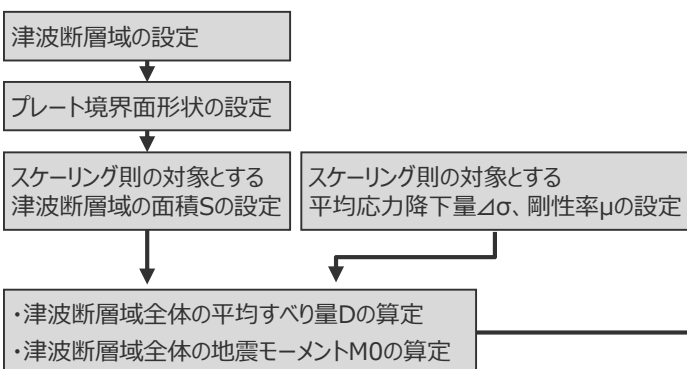 津波断層域の設定
プレート境界面形状の設定
スケーリング則の対象とする
津波断層域の面積Sの設定
スケーリング則の対象とする
平均応力降下量⊿σ、剛性率μの設定
・津波断層域全体の平均すべり量Dの算定
・津波断層域全体の地震モーメントM0の算定